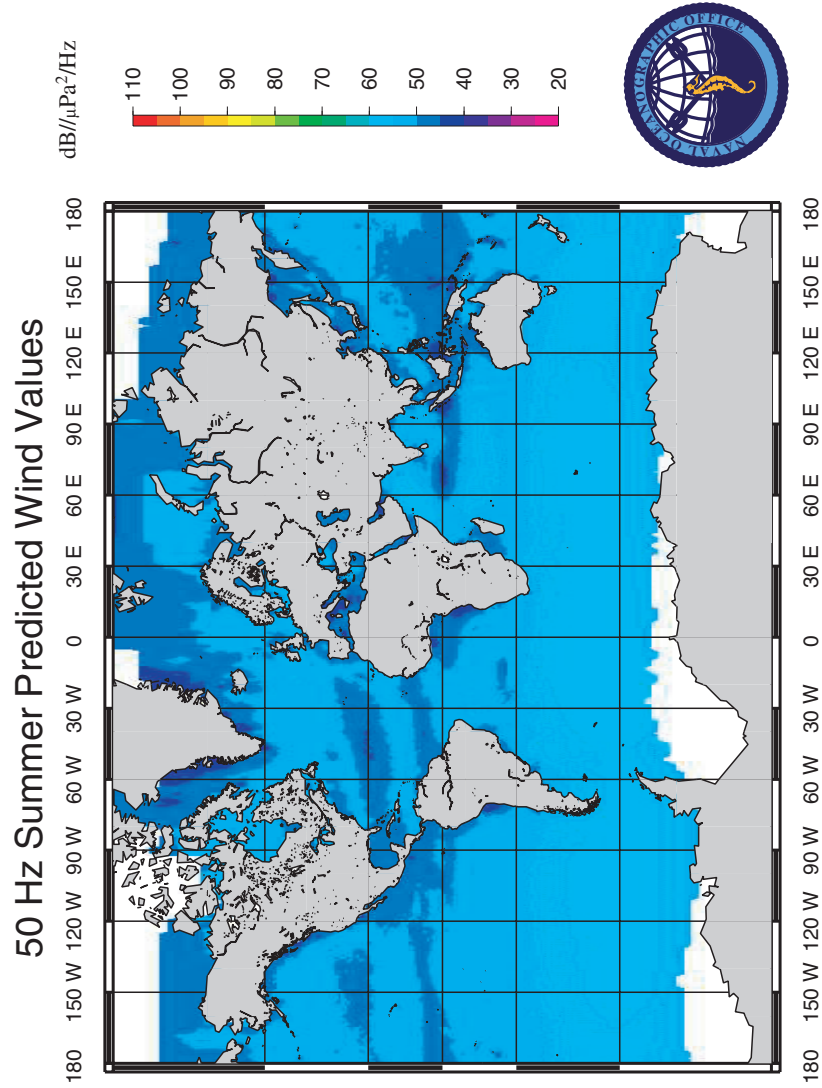 50 Hz Summer Predicted Wind Values
dB//µPa²/Hz
110
100
90
80
70
60
50
40
30
20
180
150 W
120 W
90 W
60 W
30 W
0
30 E
60 E
90 E
120 E
150 E
180
180
150 W
120 W
90 W
60 W
30 W
0
30 E
60 E
90 E
120 E
150 E
180
NAVAL OCEANOGRAPHIC OFFICE